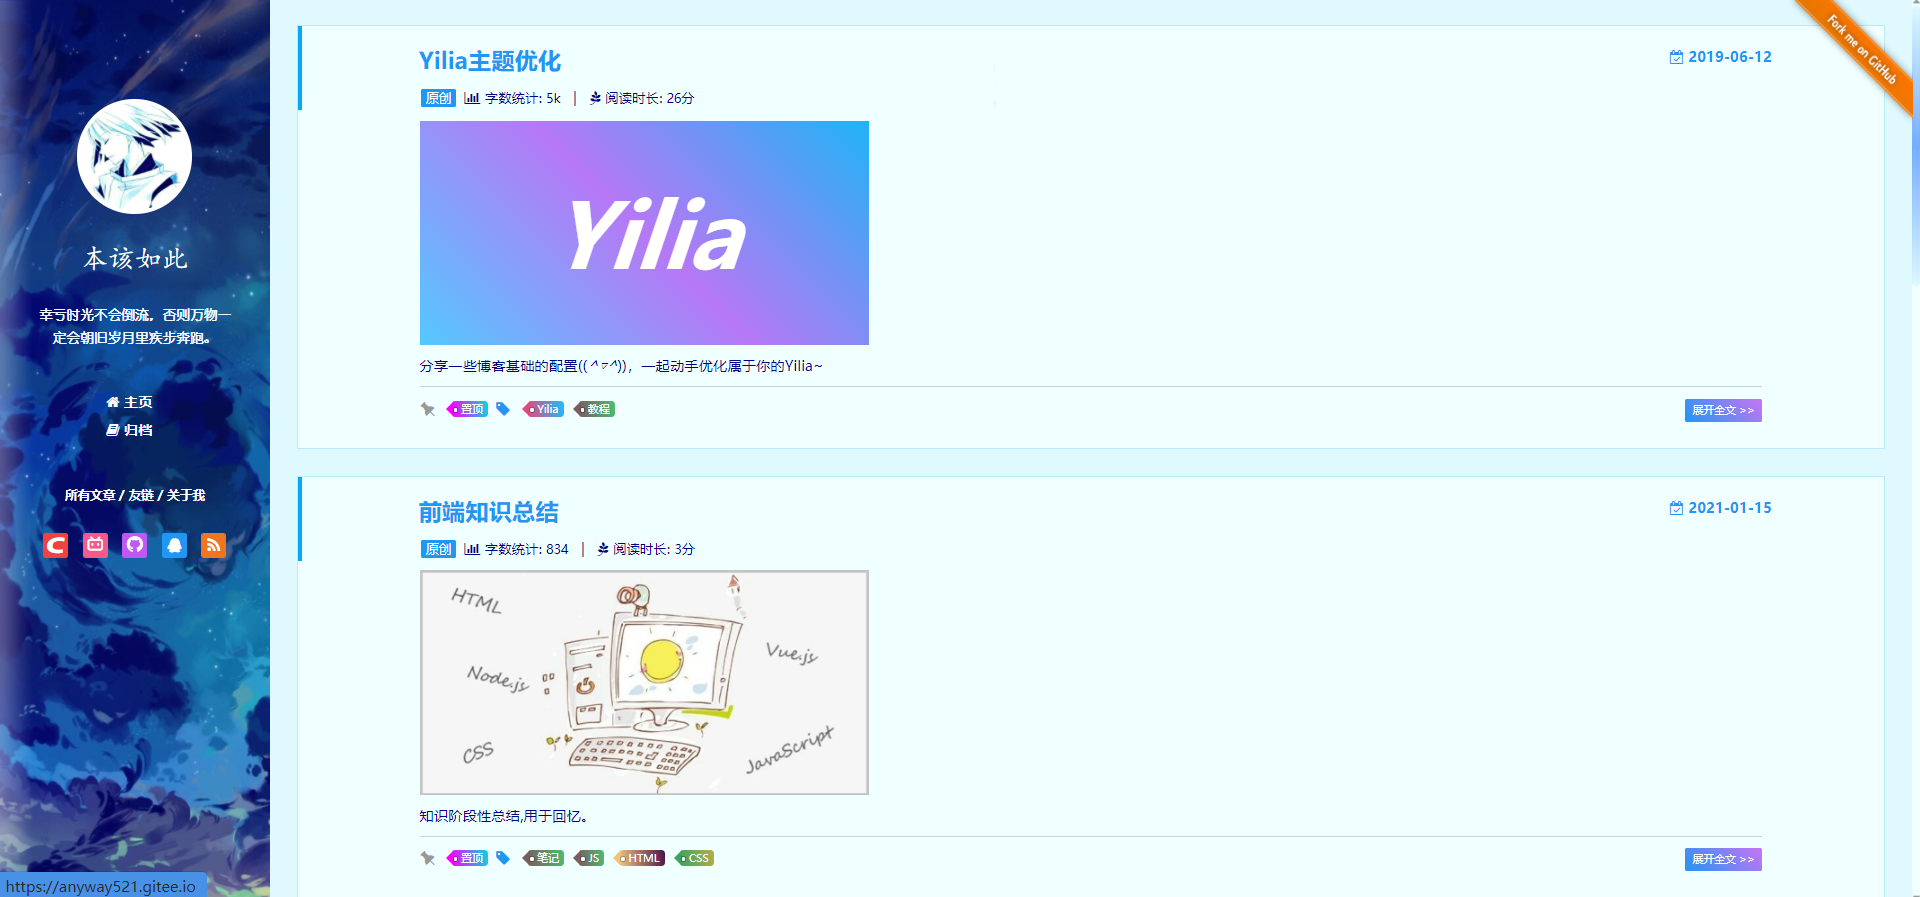 本该如此
幸亏时光不会倒流，否则万物一
定会朝旧岁月里疾步奔跑。
主页
归档
所有文章 / 友链 / 关于我
https://anyway521.gitee.io
Fork me on GitHub
Yilia主题优化
2019-06-12
原创 字数统计: 5k | 阅读时长: 26分
Yilia
分享一些博客基础的配置((^▽^))，一起动手优化属于你的Yilia~
置顶 Yilia 教程
展开全文 >>
前端知识总结
2021-01-15
原创 字数统计: 834 | 阅读时长: 3分
HTML
Vue.js
Node.js
CSS
JavaScript
知识阶段性总结,用于回忆。
置顶 笔记 JS HTML CSS
展开全文 >>